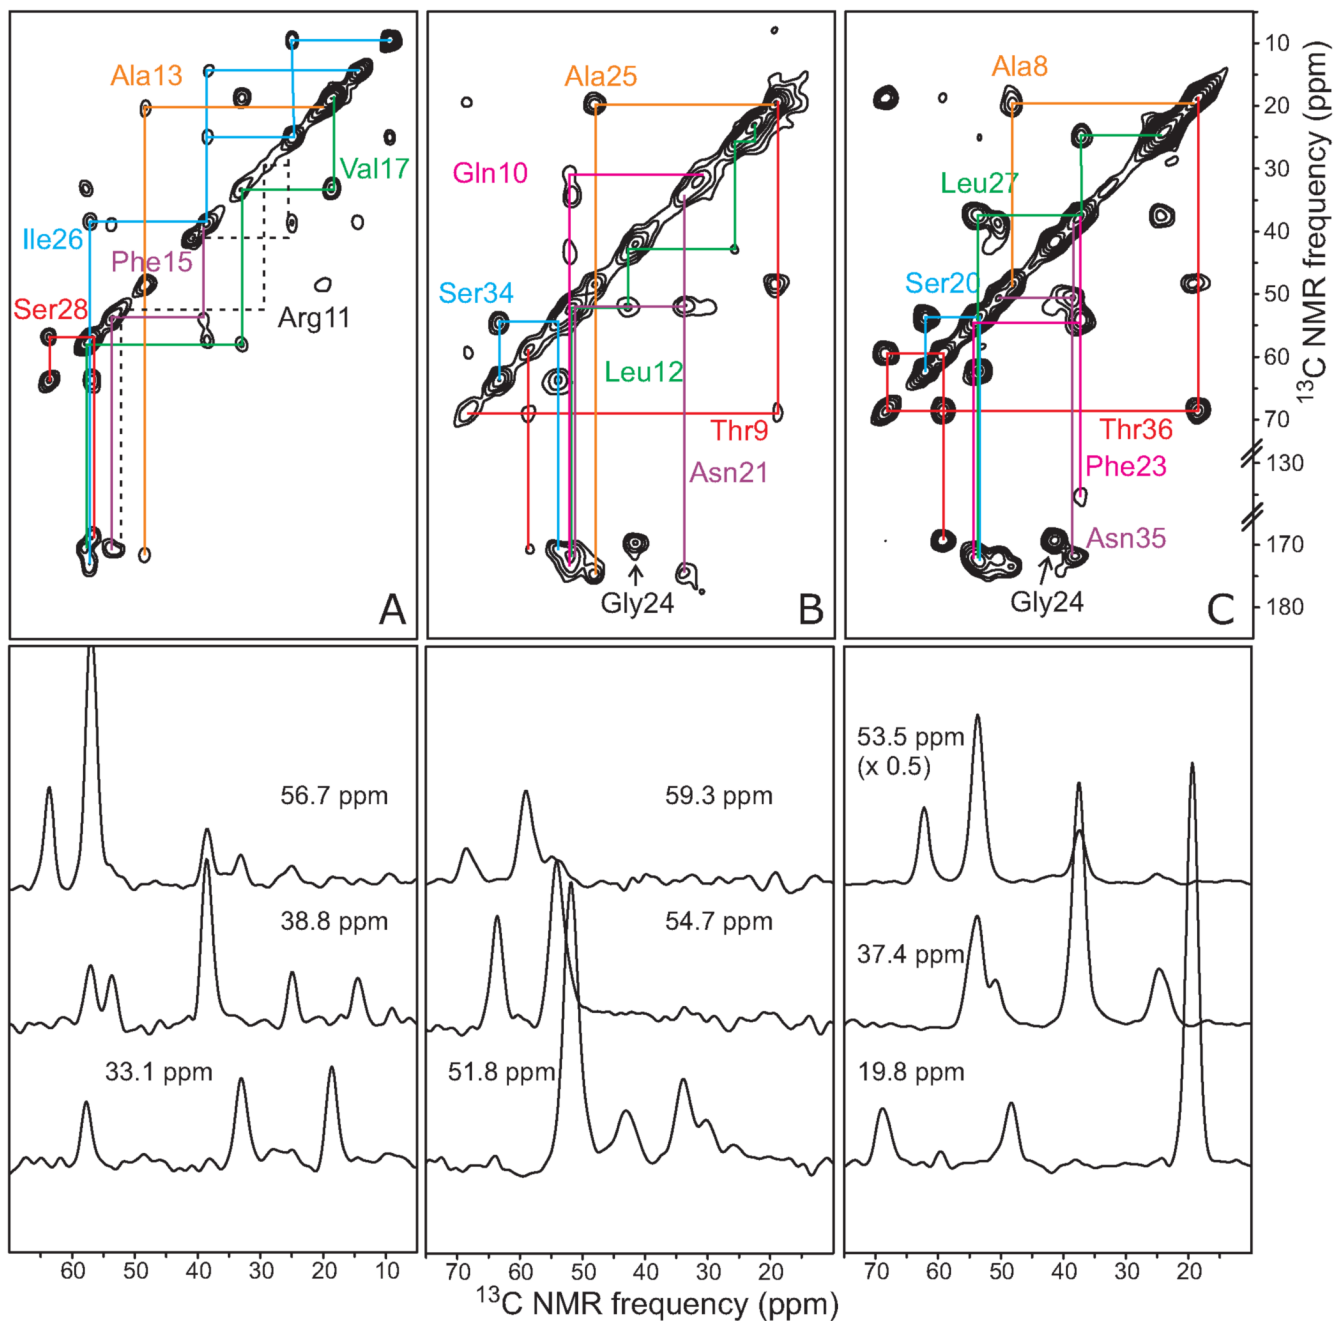 Ala13
Val17
Ile26
Phe15
Ser28
Arg11
A
Ala25
Gln10
Ser34
Leu12
Thr9
Asn21
Gly24
B
Ala8
Leu27
Ser20
Thr36
Phe23
Asn35
Gly24
C
10
20
30
40
50
60
70
130
170
180
13C NMR frequency (ppm)
56.7 ppm
38.8 ppm
33.1 ppm
59.3 ppm
54.7 ppm
51.8 ppm
53.5 ppm
(x 0.5)
37.4 ppm
19.8 ppm
60 50 40 30 20 10
70 60 50 40 30 20
70 60 50 40 30 20
13C NMR frequency (ppm)